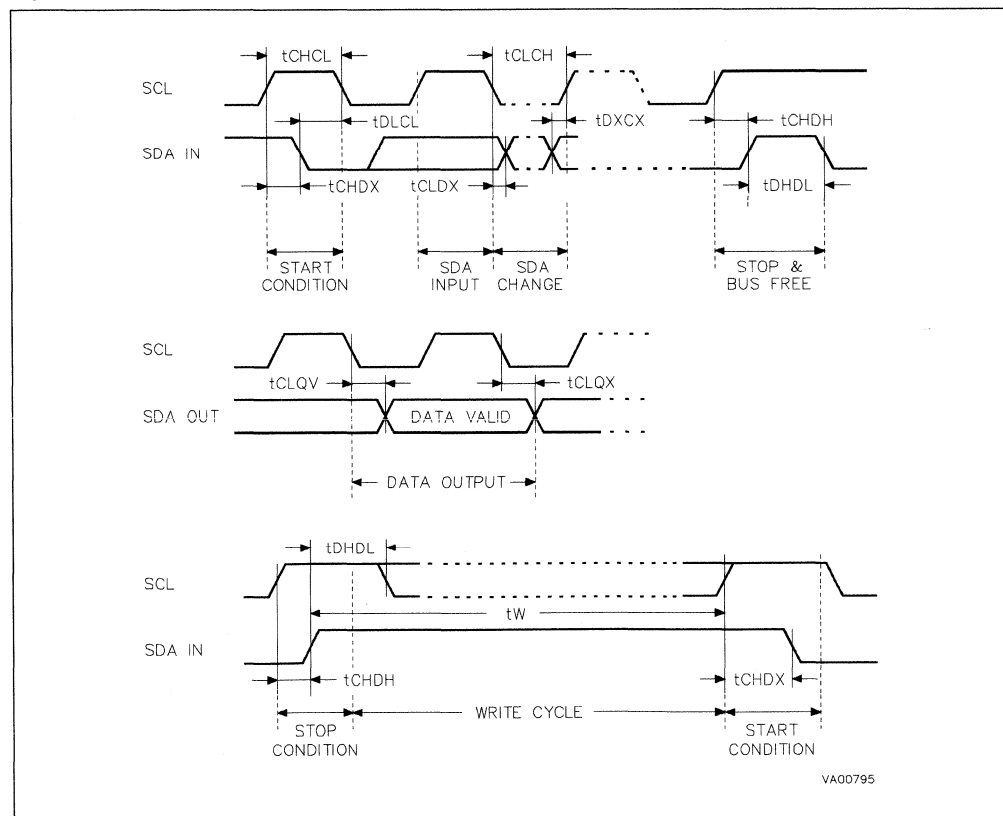 tCHCL
tCLCH
SCL
tDLCL
tDXCX
tCHDH
SDA IN
tCHDX
tCLDX
tDHDL
START
CONDITION
SDA
INPUT
SDA
CHANGE
STOP &
BUS FREE
SCL
tCLQV
tCLQX
SDA OUT
DATA VALID
DATA OUTPUT
tDHDL
SCL
tW
SDA IN
tCHDH
tCHDX
STOP
CONDITION
WRITE CYCLE
START
CONDITION
VA00795